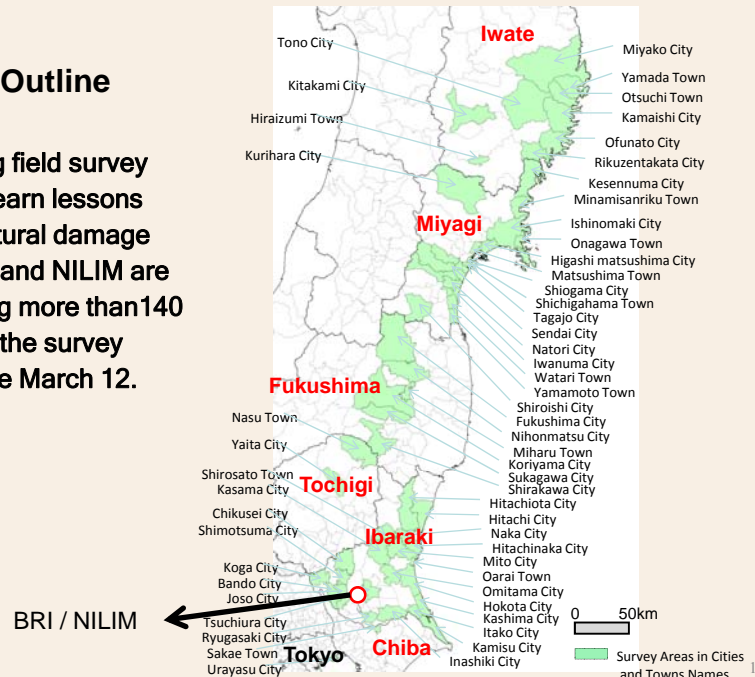 Outline
g field survey
earn lessons
tural damage
and NILIM are
g more than140
the survey
e March 12.
Iwate
Tono City
Kitakami City
Hiraizumi Town
Kurihara City
Miyako City
Yamada Town
Otsuchi Town
Kamaishi City
Ofunato City
Rikuzentakata City
Kesennuma City
Minamisanriku Town
Miyagi
Ishinomaki City
Onagawa Town
Higashi matsushima City
Matsushima Town
Shiogama City
Shichigahama Town
Tagajo City
Sendai City
Natori City
Iwanuma City
Watari Town
Yamamoto Town
Shiroishi City
Fukushima City
Nihonmatsu City
Miharu Town
Koriyama City
Sukagawa City
Shirakawa City
Fukushima
Nasu Town
Yaita City
Shirosato Town
Kasama City
Tochigi
Chikusei City
Shimotsuma City
Ibaraki
Hitachiota City
Hitachi City
Naka City
Hitachinaka City
Mito City
Oarai Town
Omitama City
Hokota City
Kashima City
Itako City
Kamisu City
Inashiki City
Koga City
Bando City
Joso City
BRI / NILIM
Tsuchiura City
Ryugasaki City
Sakae Town
Urayasu City
Tokyo
Chiba
0 50km
Survey Areas in Cities
and Towns Names
1